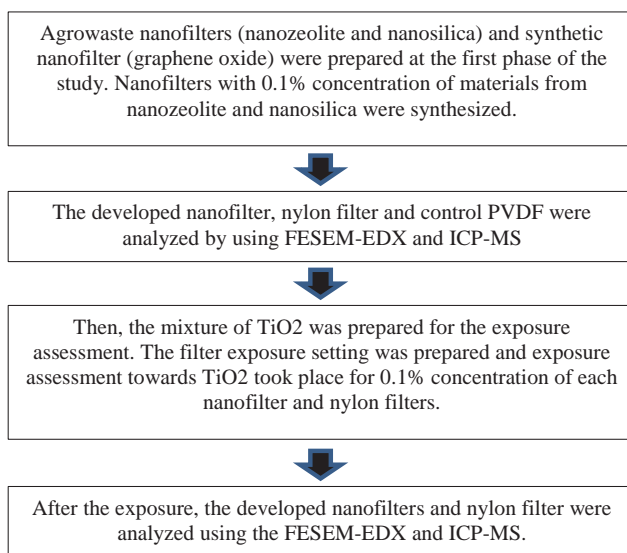 Agrowaste nanofilters (nanozeolite and nanosilica) and synthetic
nanofilter (graphene oxide) were prepared at the first phase of the
study. Nanofilters with 0.1% concentration of materials from
nanozeolite and nanosilica were synthesized.
The developed nanofilter, nylon filter and control PVDF were
analyzed by using FESEM-EDX and ICP-MS
Then, the mixture of TiO2 was prepared for the exposure
assessment. The filter exposure setting was prepared and exposure
assessment towards TiO2 took place for 0.1% concentration of each
nanofilter and nylon filters.
After the exposure, the developed nanofilters and nylon filter were
analyzed using the FESEM-EDX and ICP-MS.